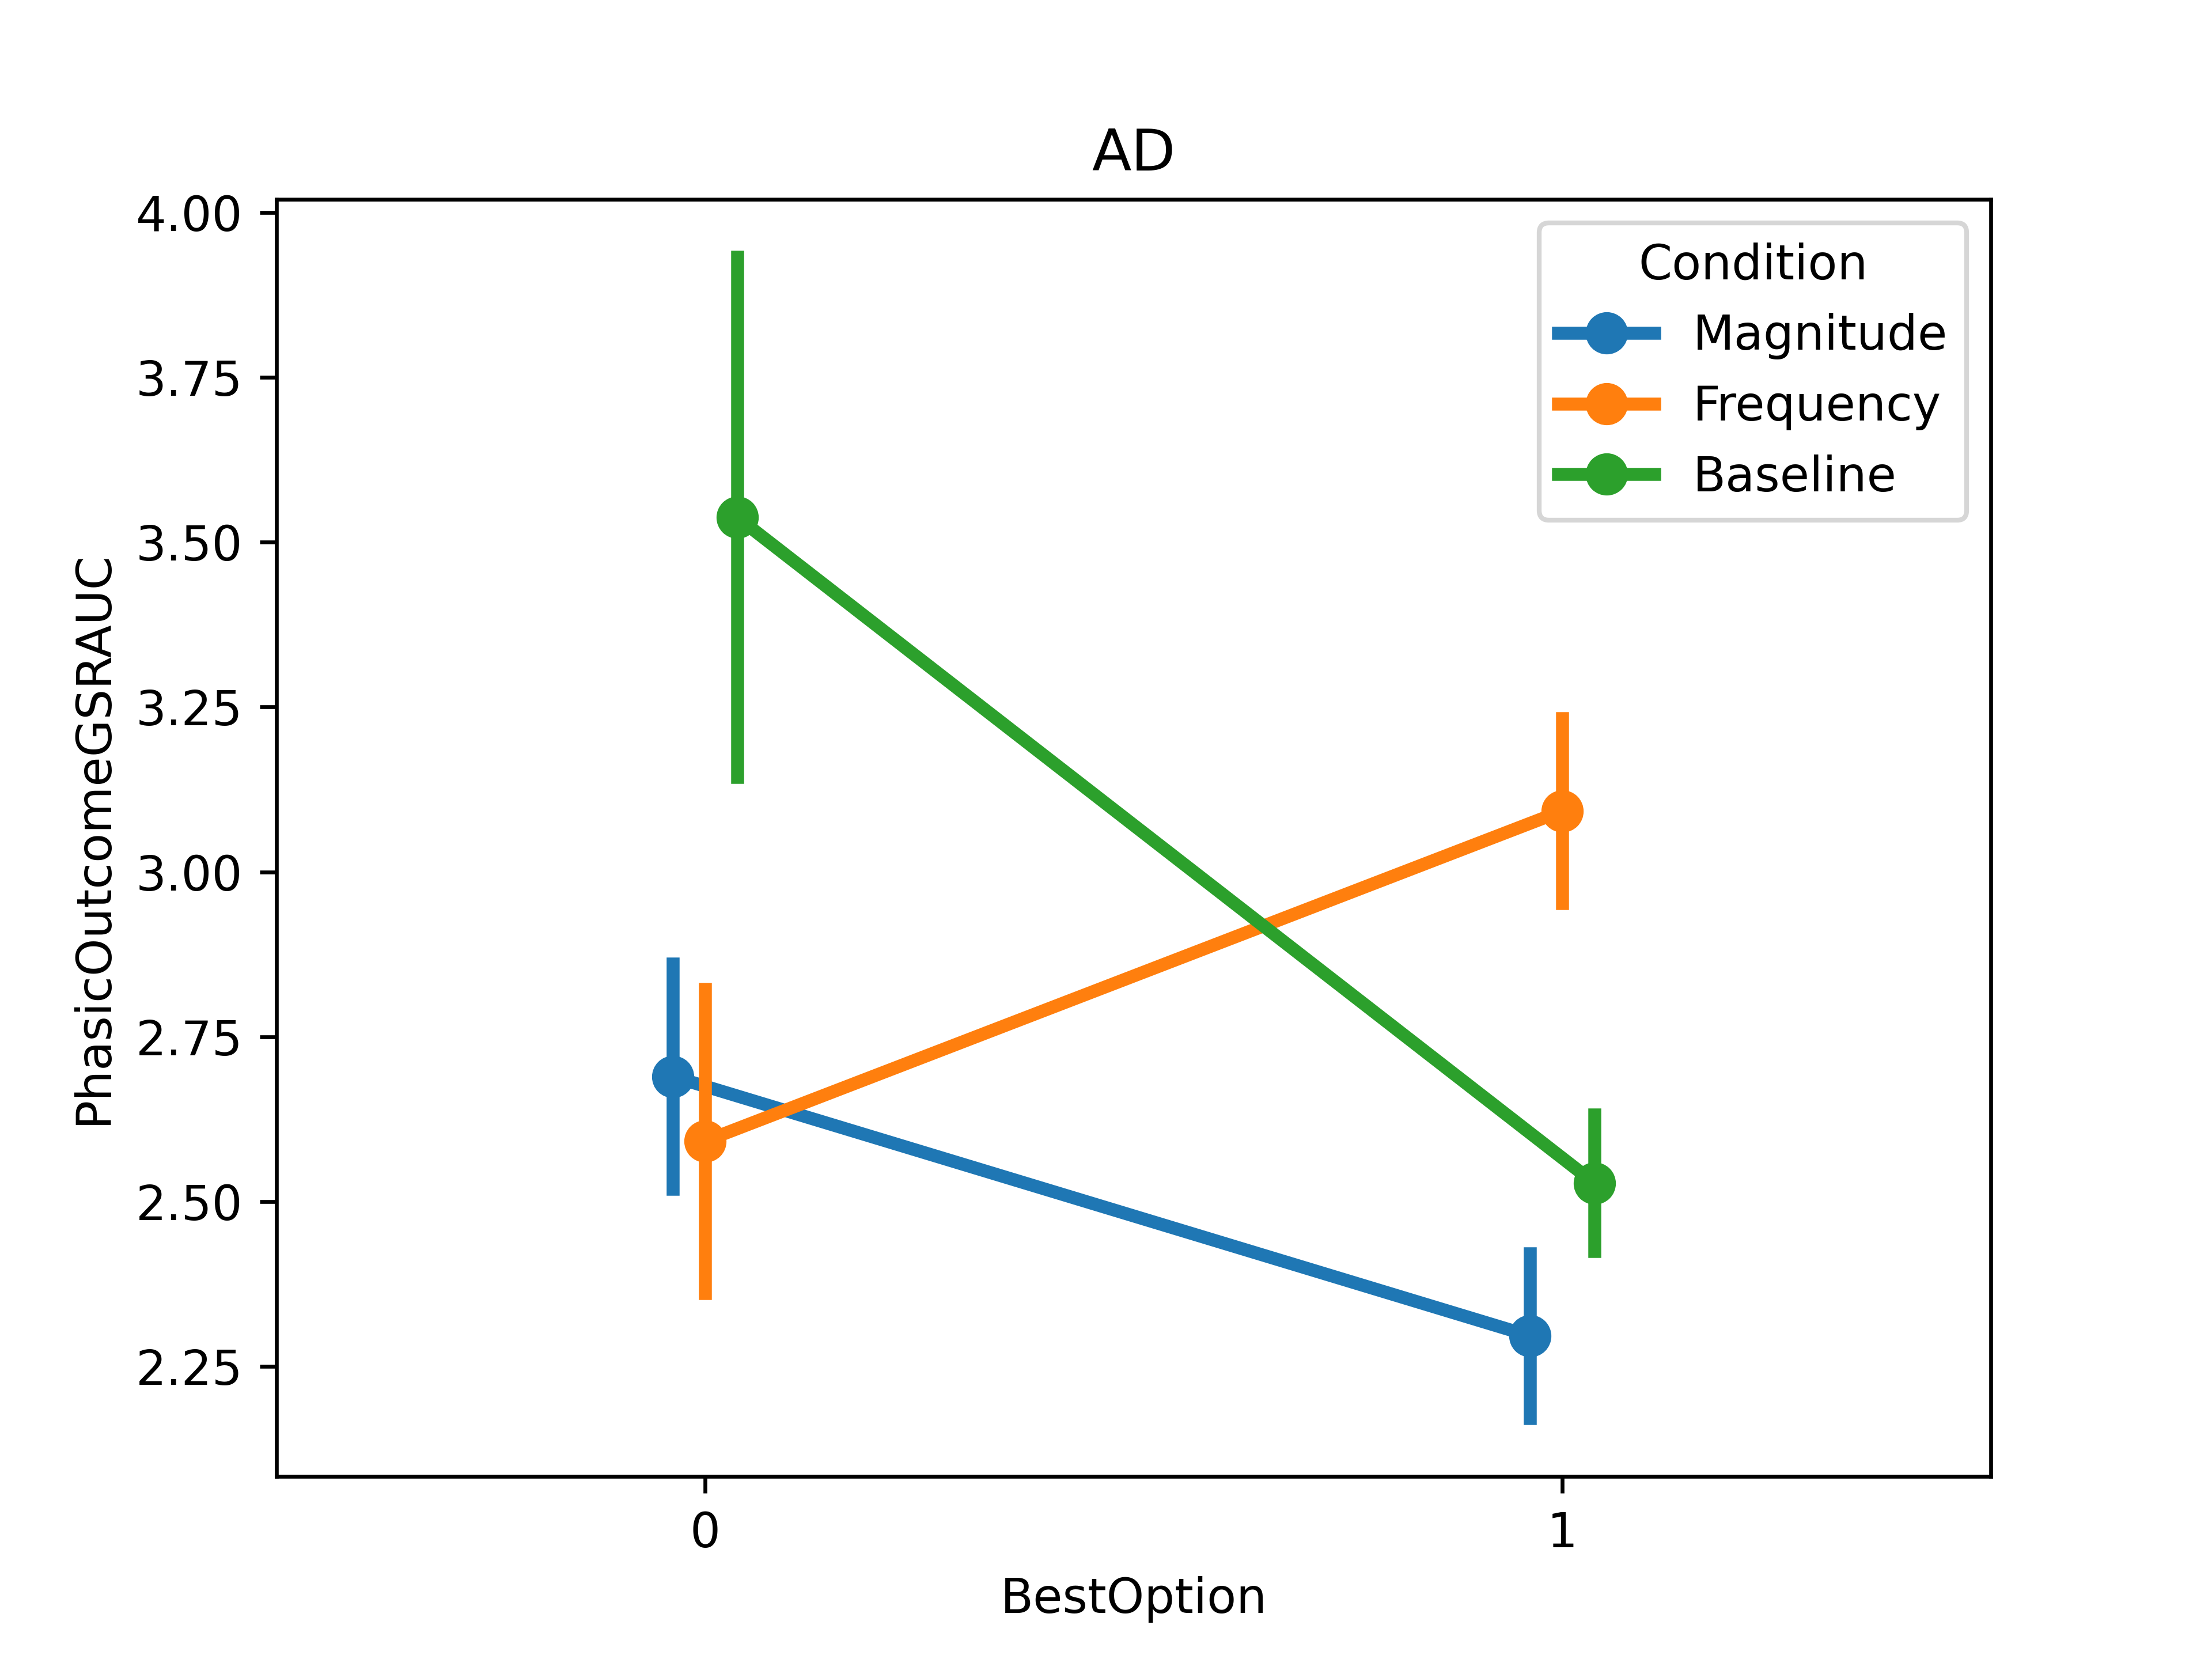 AD
4.00
3.75
3.50
3.25
3.00
2.75
2.50
2.25
PhasicOutcomeGSRAUC
Condition
Magnitude
Frequency
Baseline
0
1
BestOption